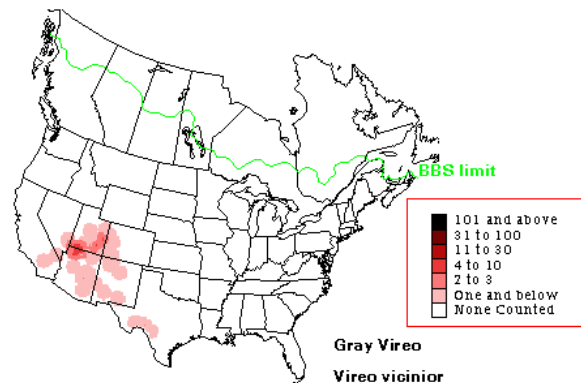 BBS limit
101 and above
31 to 100
11 to 30
4 to 10
2 to 3
One and below
None Counted
Gray Vireo
Vireo vicinior